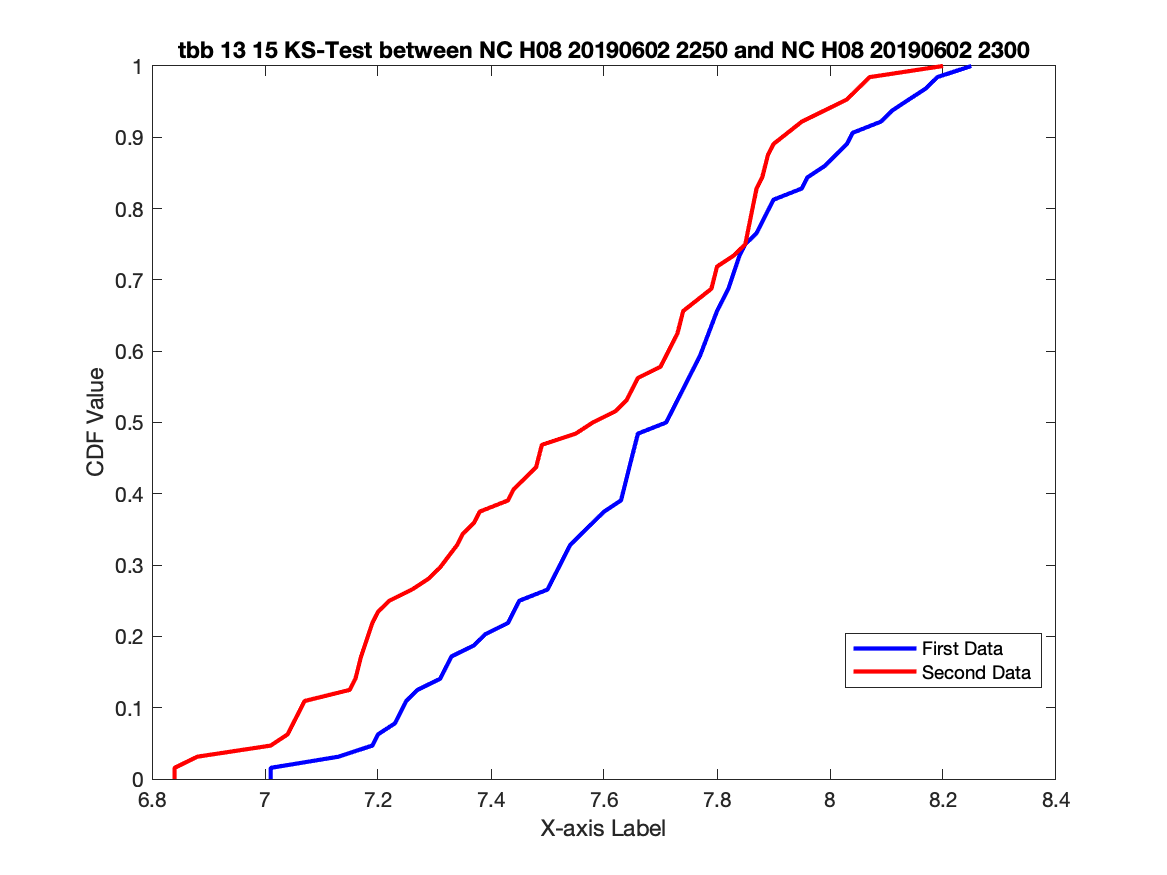 tbb 13 15 KS-Test between NC H08 20190602 2250 and NC H08 20190602 2300
1
0.9
0.8
0.7
0.6
0.5
0.4
0.3
0.2
0.1
0
CDF Value
First Data
Second Data
6.8 7 7.2 7.4 7.6 7.8 8 8.2 8.4
X-axis Label